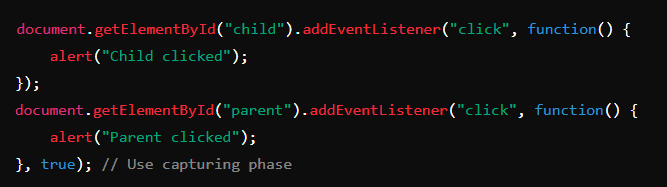 document.getElementById("child").addEventListener("click", function() {
    alert("Child clicked");
});
document.getElementById("parent").addEventListener("click", function() {
    alert("Parent clicked");
}, true); // Use capturing phase